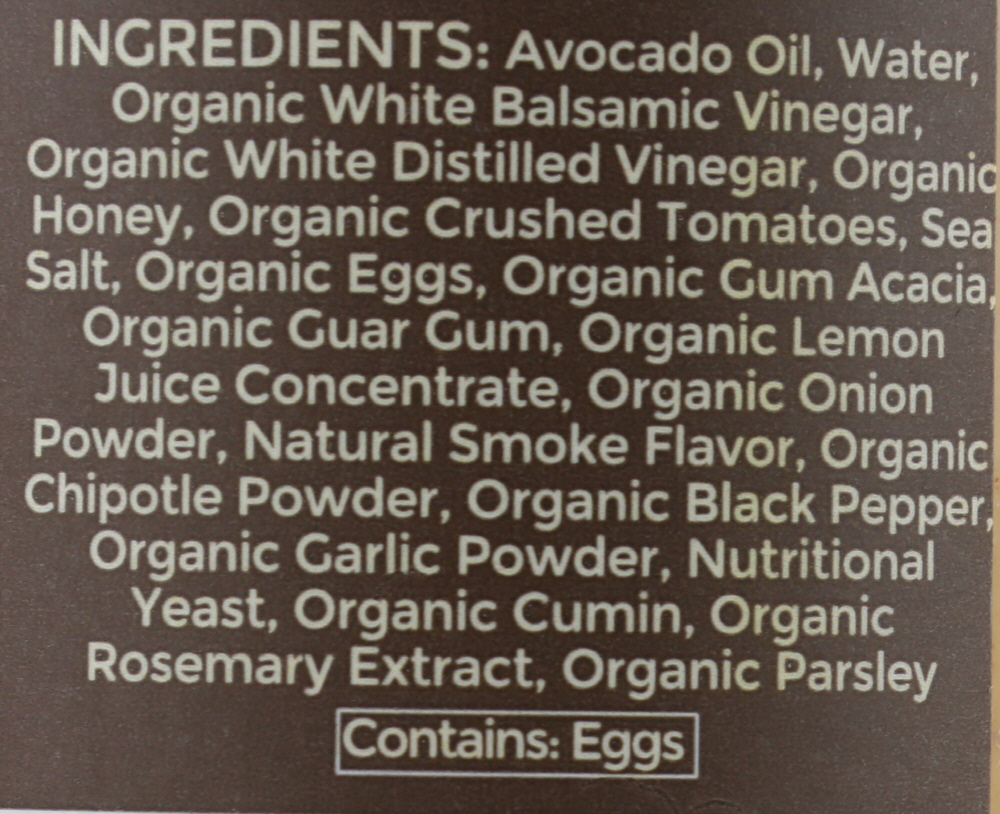 INGREDIENTS: Avocado Oil, Water,
Organic White Balsamic Vinegar,
Organic White Distilled Vinegar, Organic
Honey, Organic Crushed Tomatoes, Sea
Salt, Organic Eggs, Organic Gum Acacia,
Organic Guar Gum, Organic Lemon
Juice Concentrate, Organic Onion
Powder, Natural Smoke Flavor, Organic
Chipotle Powder, Organic Black Pepper,
Organic Garlic Powder, Nutritional
Yeast, Organic Cumin, Organic
Rosemary Extract, Organic Parsley
Contains: Eggs